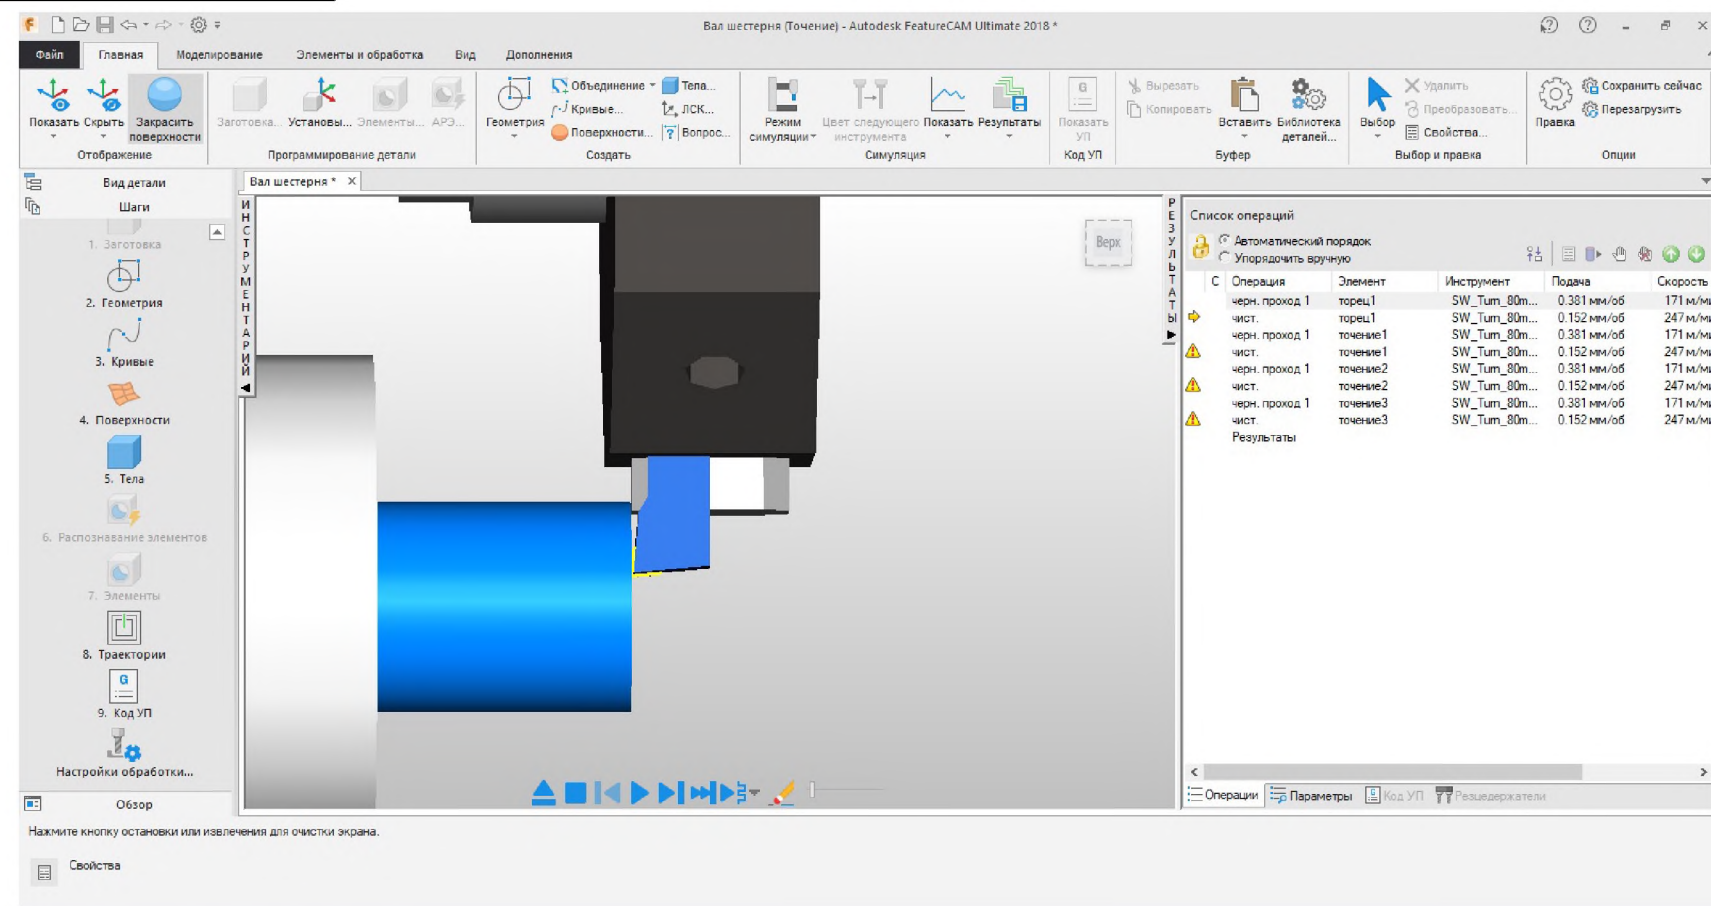 Вал шестерня (Точение) - Autodesk FeatureCAM Ultimate 2018 *
Файл Главная Моделирование Элементы и обработка Вид Дополнения
Показать Скрыть Закрасить поверхности
Отображение
Заготовка... Установы... Элементы... АРЭ...
Программирование детали
Геометрия
Объединение
Кривые...
Поверхности...
Тела...
ЛСК...
Вопрос...
Создать
Режим симуляции
Цвет следующего инструмента
Показать Результаты
Симуляция
Показать УП
Код УП
Вырезать
Копировать
Вставить Библиотека деталей...
Буфер
Выбор
Удалить
Преобразовать...
Свойства...
Выбор и правка
Правка
Сохранить сейчас
Перезагрузить
Опции
Вид детали
Шаги
1. Заготовка
2. Геометрия
3. Кривые
4. Поверхности
5. Тела
6. Распознавание элементов
7. Элементы
8. Траектории
G
9. Код УП
Настройки обработки...
Обзор
Вал шестерня * X
ИНСТРУМЕНТАРИЙ
Верх
РЕЗУЛЬТАТЫ
Список операций
Автоматический порядок
Упорядочить вручную
С Операция Элемент Инструмент Подача Скорость
черн. проход 1 торец1 SW_Turn_80m... 0.381 мм/об 171 м/ми
чист. торец1 SW_Turn_80m... 0.152 мм/об 247 м/ми
черн. проход 1 точение1 SW_Turn_80m... 0.381 мм/об 171 м/ми
чист. точение1 SW_Turn_80m... 0.152 мм/об 247 м/ми
черн. проход 1 точение2 SW_Turn_80m... 0.381 мм/об 171 м/ми
чист. точение2 SW_Turn_80m... 0.152 мм/об 247 м/ми
черн. проход 1 точение3 SW_Turn_80m... 0.381 мм/об 171 м/ми
чист. точение3 SW_Turn_80m... 0.152 мм/об 247 м/ми
Результаты
Операции Параметры Код УП Резцедержатели
Нажмите кнопку остановки или извлечения для очистки экрана.
Свойства